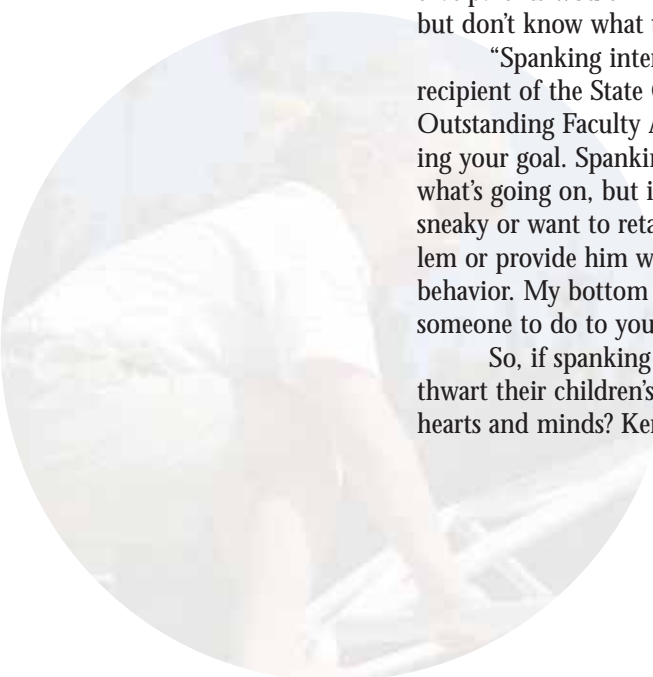 but don't know what
“Spanking inter
recipient of the State
Outstanding Faculty
ing your goal. Spankin
what's going on, but i
sneaky or want to reta
lem or provide him w
behavior. My bottom
someone to do to you
So, if spanking
thwart their children's
hearts and minds? Ker